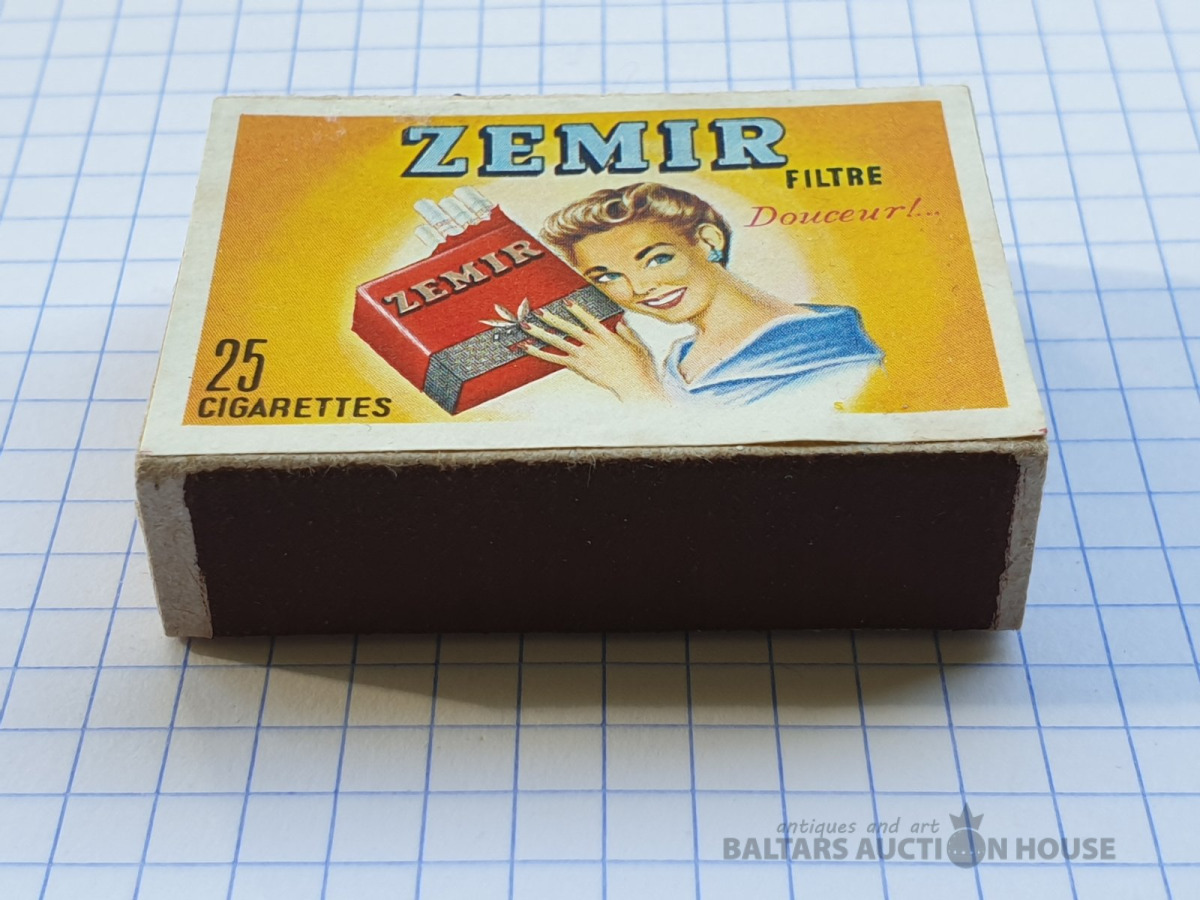 ZEMIR
FILTRE
Douceur!...
ZEMIR
25
CIGARETTES
antiques and art
BALTARS AUCTION HOUSE